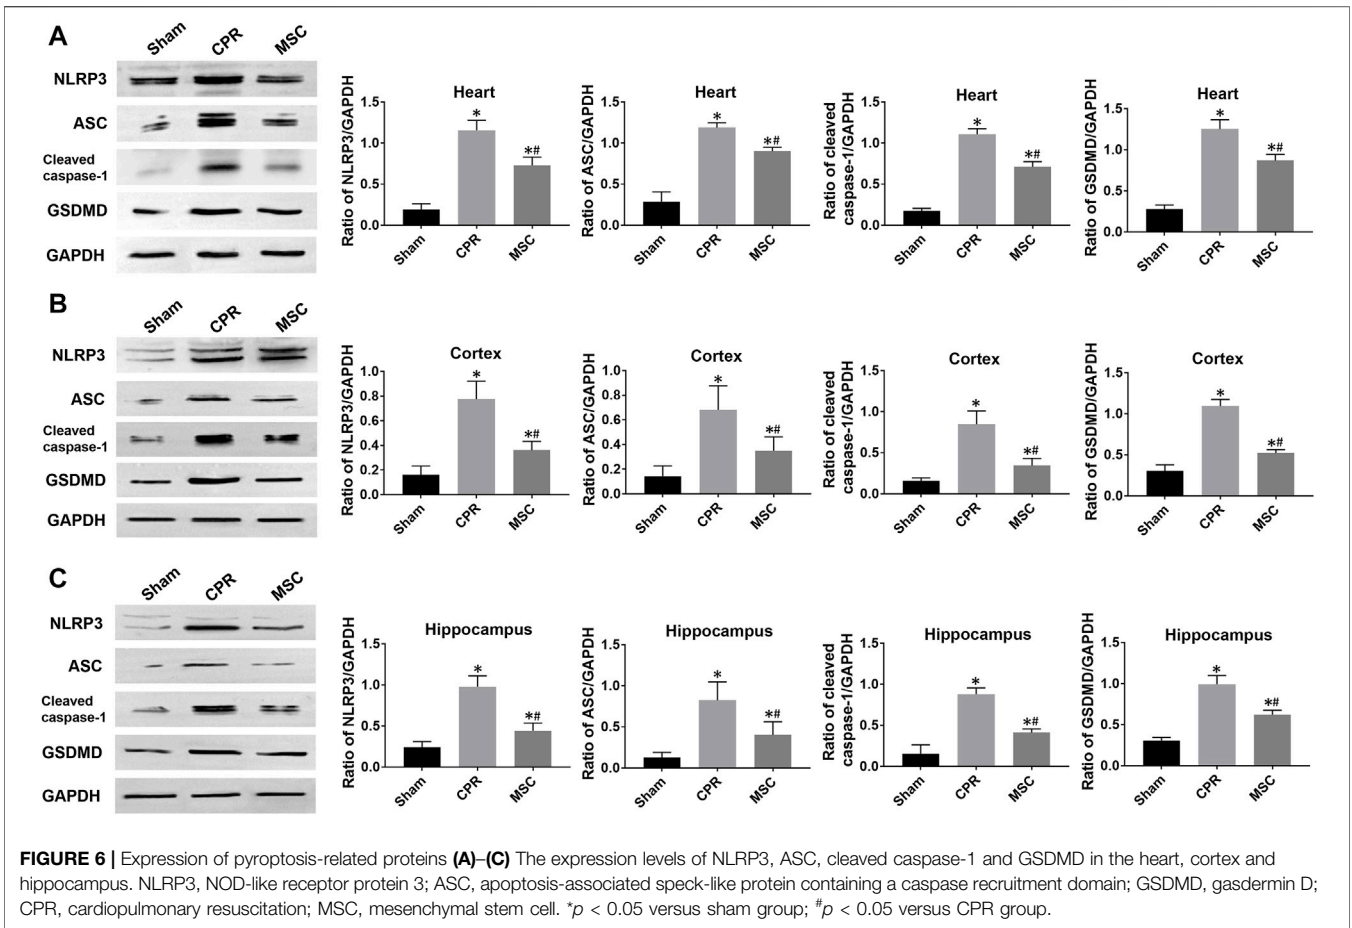 A
Sham CPR MSC
NLRP3
ASC
Cleaved
caspase-1
GSDMD
GAPDH
Heart
Ratio of NLRP3/GAPDH
1.5
1.0
0.5
0.0
Sham CPR MSC
*
*#
Heart
Ratio of ASC/GAPDH
1.5
1.0
0.5
0.0
Sham CPR MSC
*
*#
Heart
Ratio of cleaved
caspase-1/GAPDH
1.5
1.0
0.5
0.0
Sham CPR MSC
*
*#
Heart
Ratio of GSDMD/GAPDH
1.5
1.0
0.5
0.0
Sham CPR MSC
*
*#
B
Sham CPR MSC
NLRP3
ASC
Cleaved
caspase-1
GSDMD
GAPDH
Cortex
Ratio of NLRP3/GAPDH
1.0
0.8
0.6
0.4
0.2
0.0
Sham CPR MSC
*
*#
Cortex
Ratio of ASC/GAPDH
1.0
0.8
0.6
0.4
0.2
0.0
Sham CPR MSC
*
*#
Cortex
Ratio of cleaved
caspase-1/GAPDH
1.5
1.0
0.5
0.0
Sham CPR MSC
*
*#
Cortex
Ratio of GSDMD/GAPDH
1.5
1.0
0.5
0.0
Sham CPR MSC
*
*#
C
Sham CPR MSC
NLRP3
ASC
Cleaved
caspase-1
GSDMD
GAPDH
Hippocampus
Ratio of NLRP3/GAPDH
1.5
1.0
0.5
0.0
Sham CPR MSC
*
*#
Hippocampus
Ratio of ASC/GAPDH
1.5
1.0
0.5
0.0
Sham CPR MSC
*
*#
Hippocampus
Ratio of cleaved
caspase-1/GAPDH
1.5
1.0
0.5
0.0
Sham CPR MSC
*
*#
Hippocampus
Ratio of GSDMD/GAPDH
1.5
1.0
0.5
0.0
Sham CPR MSC
*
*#
FIGURE 6 | Expression of pyroptosis-related proteins (A)–(C) The expression levels of NLRP3, ASC, cleaved caspase-1 and GSDMD in the heart, cortex and
hippocampus. NLRP3, NOD-like receptor protein 3; ASC, apoptosis-associated speck-like protein containing a caspase recruitment domain; GSDMD, gasdermin D;
CPR, cardiopulmonary resuscitation; MSC, mesenchymal stem cell. *p < 0.05 versus sham group; #p < 0.05 versus CPR group.